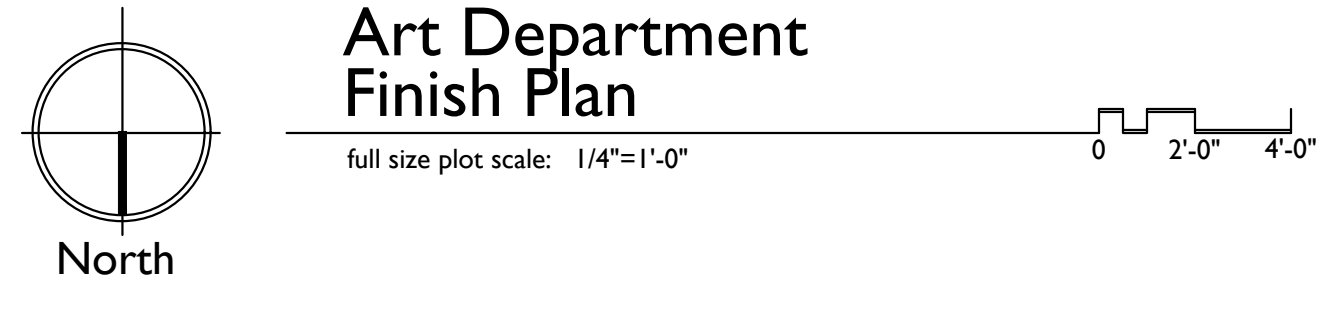 Art Department
Finish Plan
full size plot scale: 1/4"=1'-0"
0 2'-0" 4'-0"
North